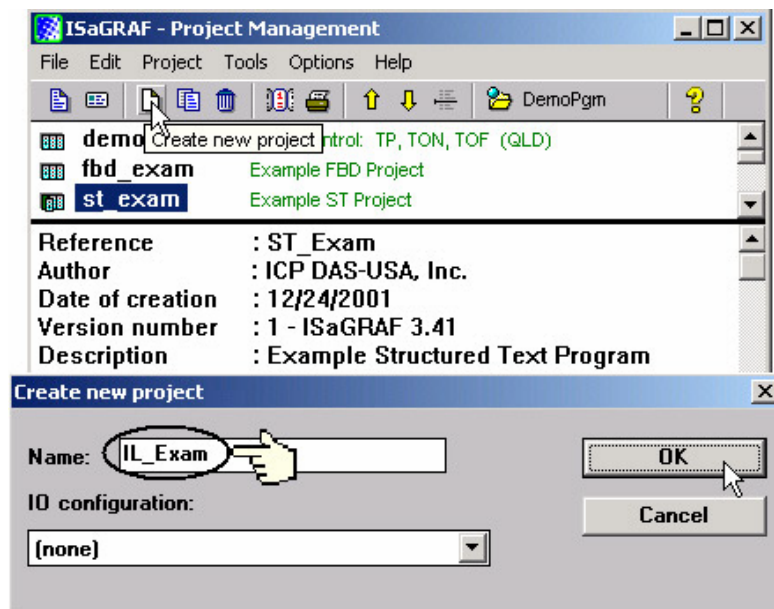 ISaGRAF - Project Management
File Edit Project Tools Options Help
DemoPgm
demo
Create new project
ntrol: TP, TON, TOF (QLD)
fbd_exam Example FBD Project
st_exam Example ST Project
Reference : ST_Exam
Author : ICP DAS-USA, Inc.
Date of creation : 12/24/2001
Version number : 1 - ISaGRAF 3.41
Description : Example Structured Text Program
Create new project
Name: IL_Exam
OK
IO configuration:
Cancel
(none)